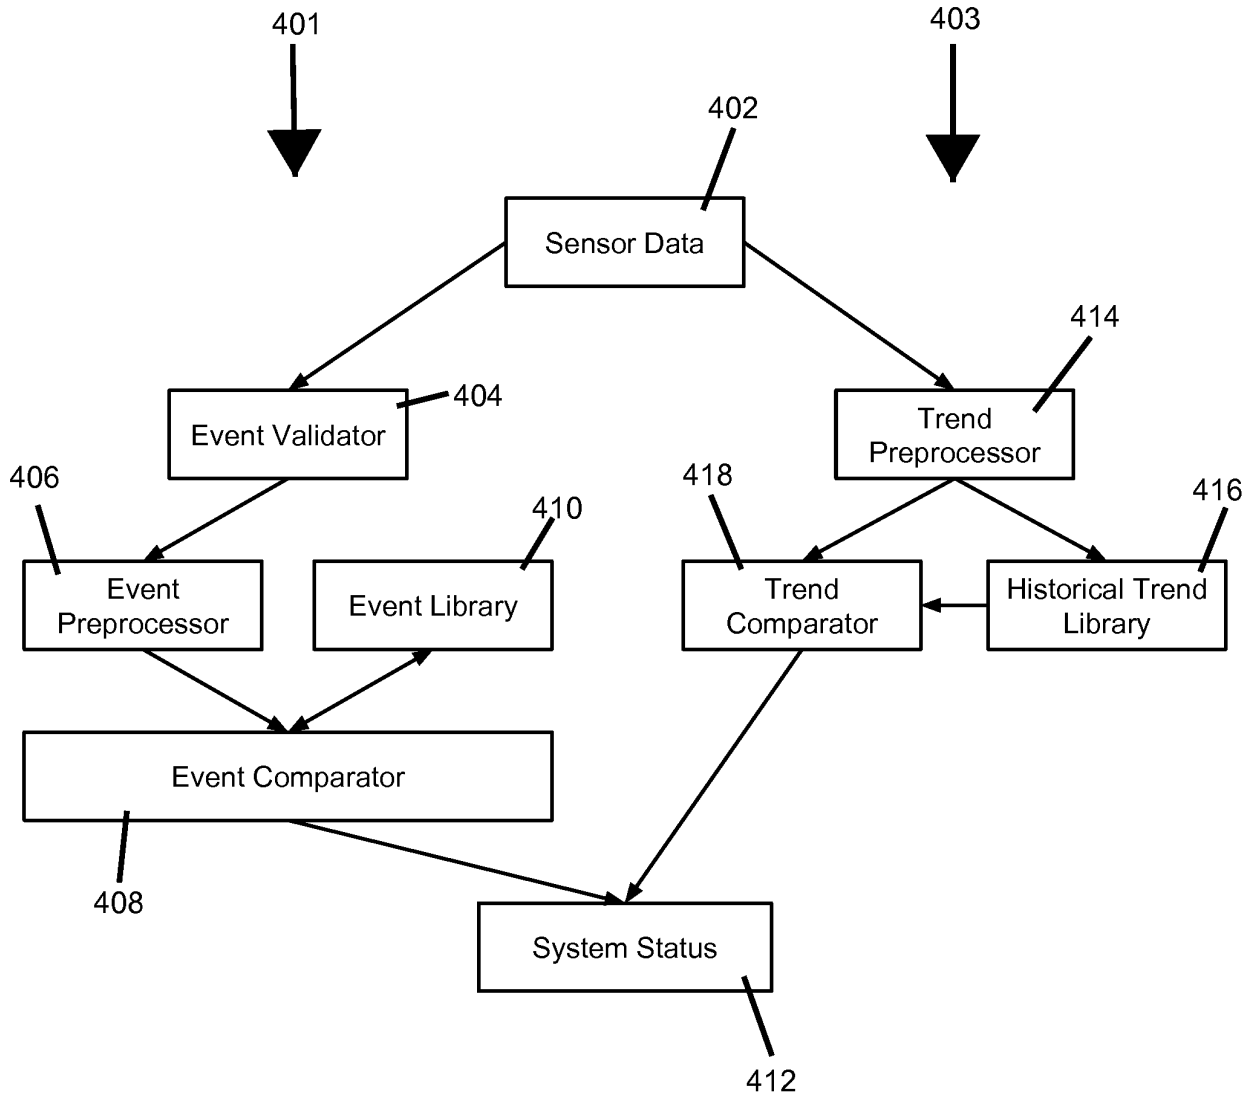 401
403
402
Sensor Data
414
404
Event Validator
Trend
Preprocessor
406
410
418
416
Event
Preprocessor
Event Library
Trend
Comparator
Historical Trend
Library
Event Comparator
408
System Status
412